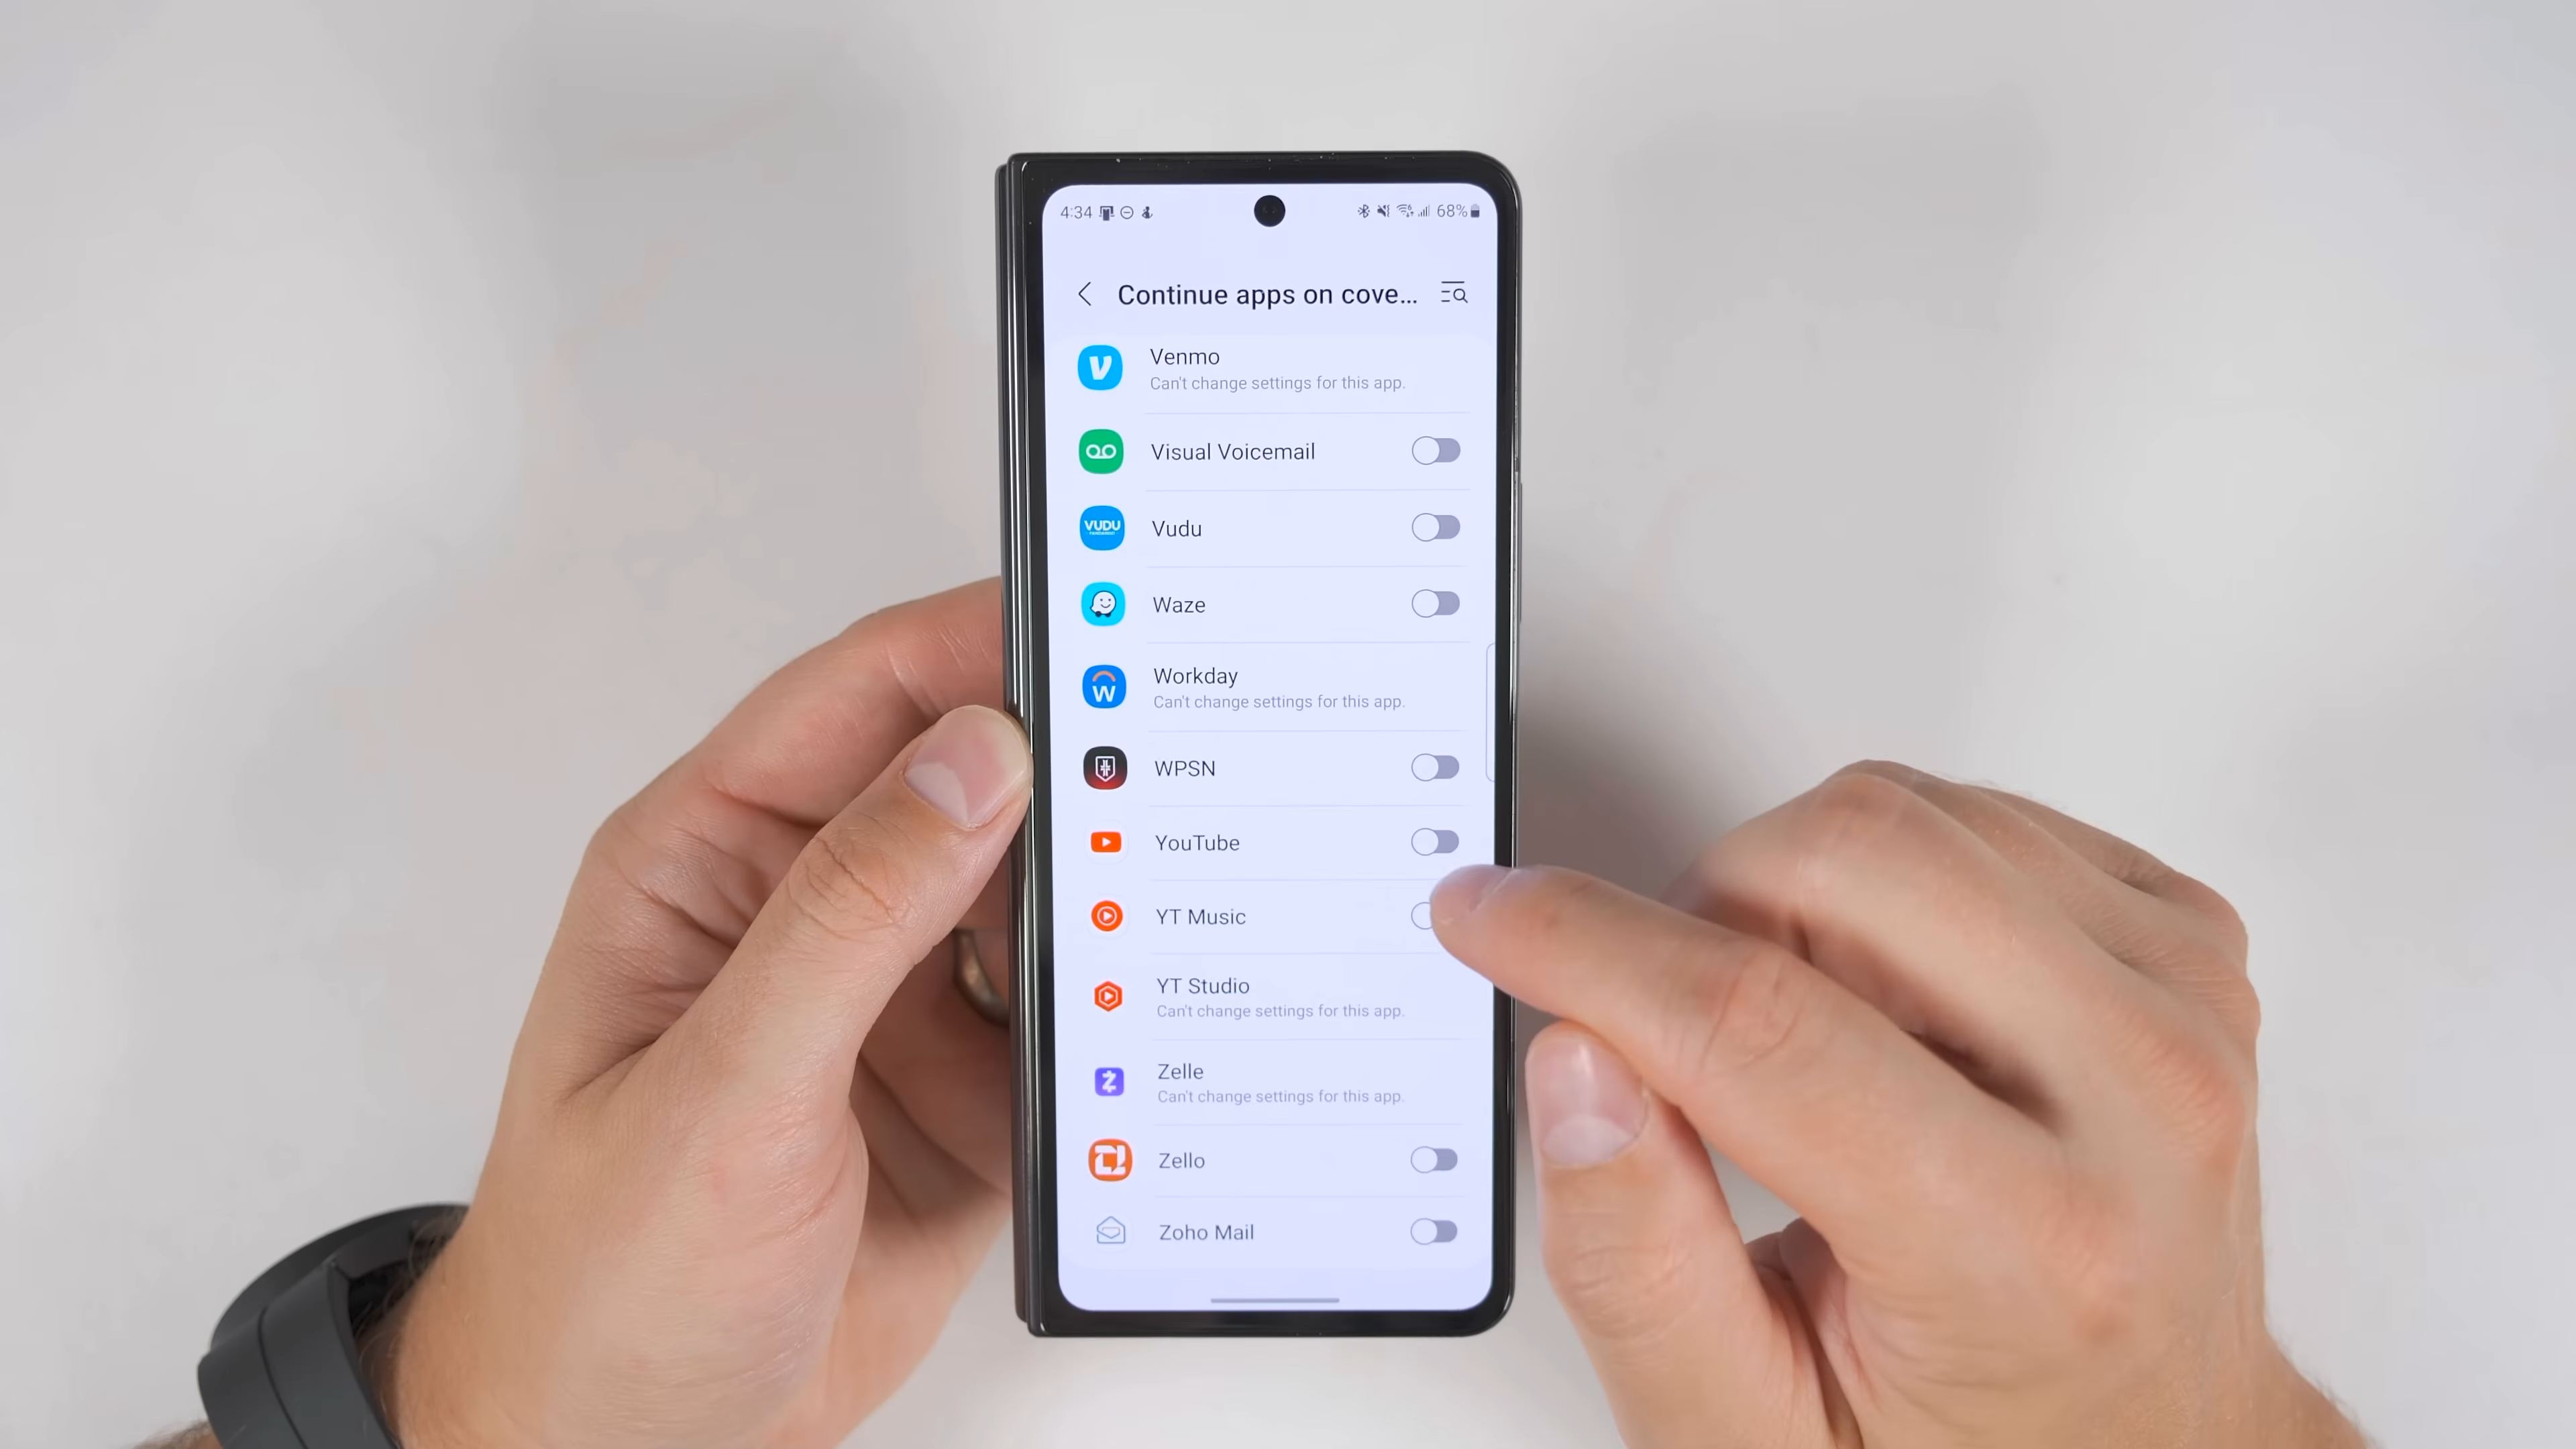 4:34
68%
Continue apps on cove...
Venmo
Can't change settings for this app.
Visual Voicemail
VUDU
Vudu
Waze
Workday
Can't change settings for this app.
WPSN
YouTube
YT Music
YT Studio
Can't change settings for this app.
Zelle
Can't change settings for this app.
Zello
Zoho Mail